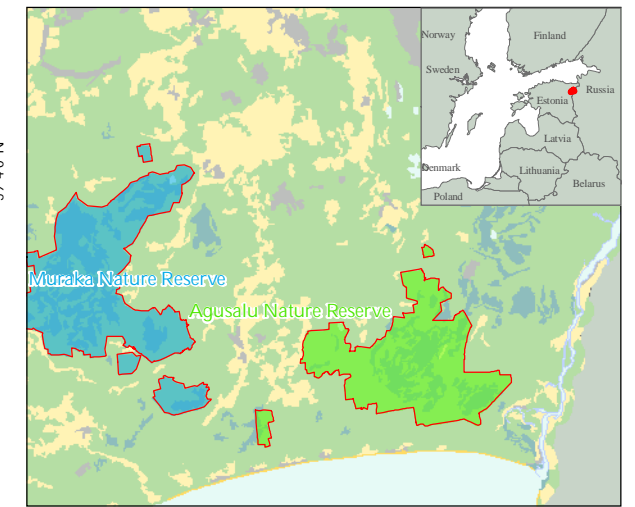 Norway
Finland
Sweden
Russia
Estonia
Latvia
Denmark
Lithuania
Belarus
Poland
Muraka Nature Reserve
Agusalu Nature Reserve